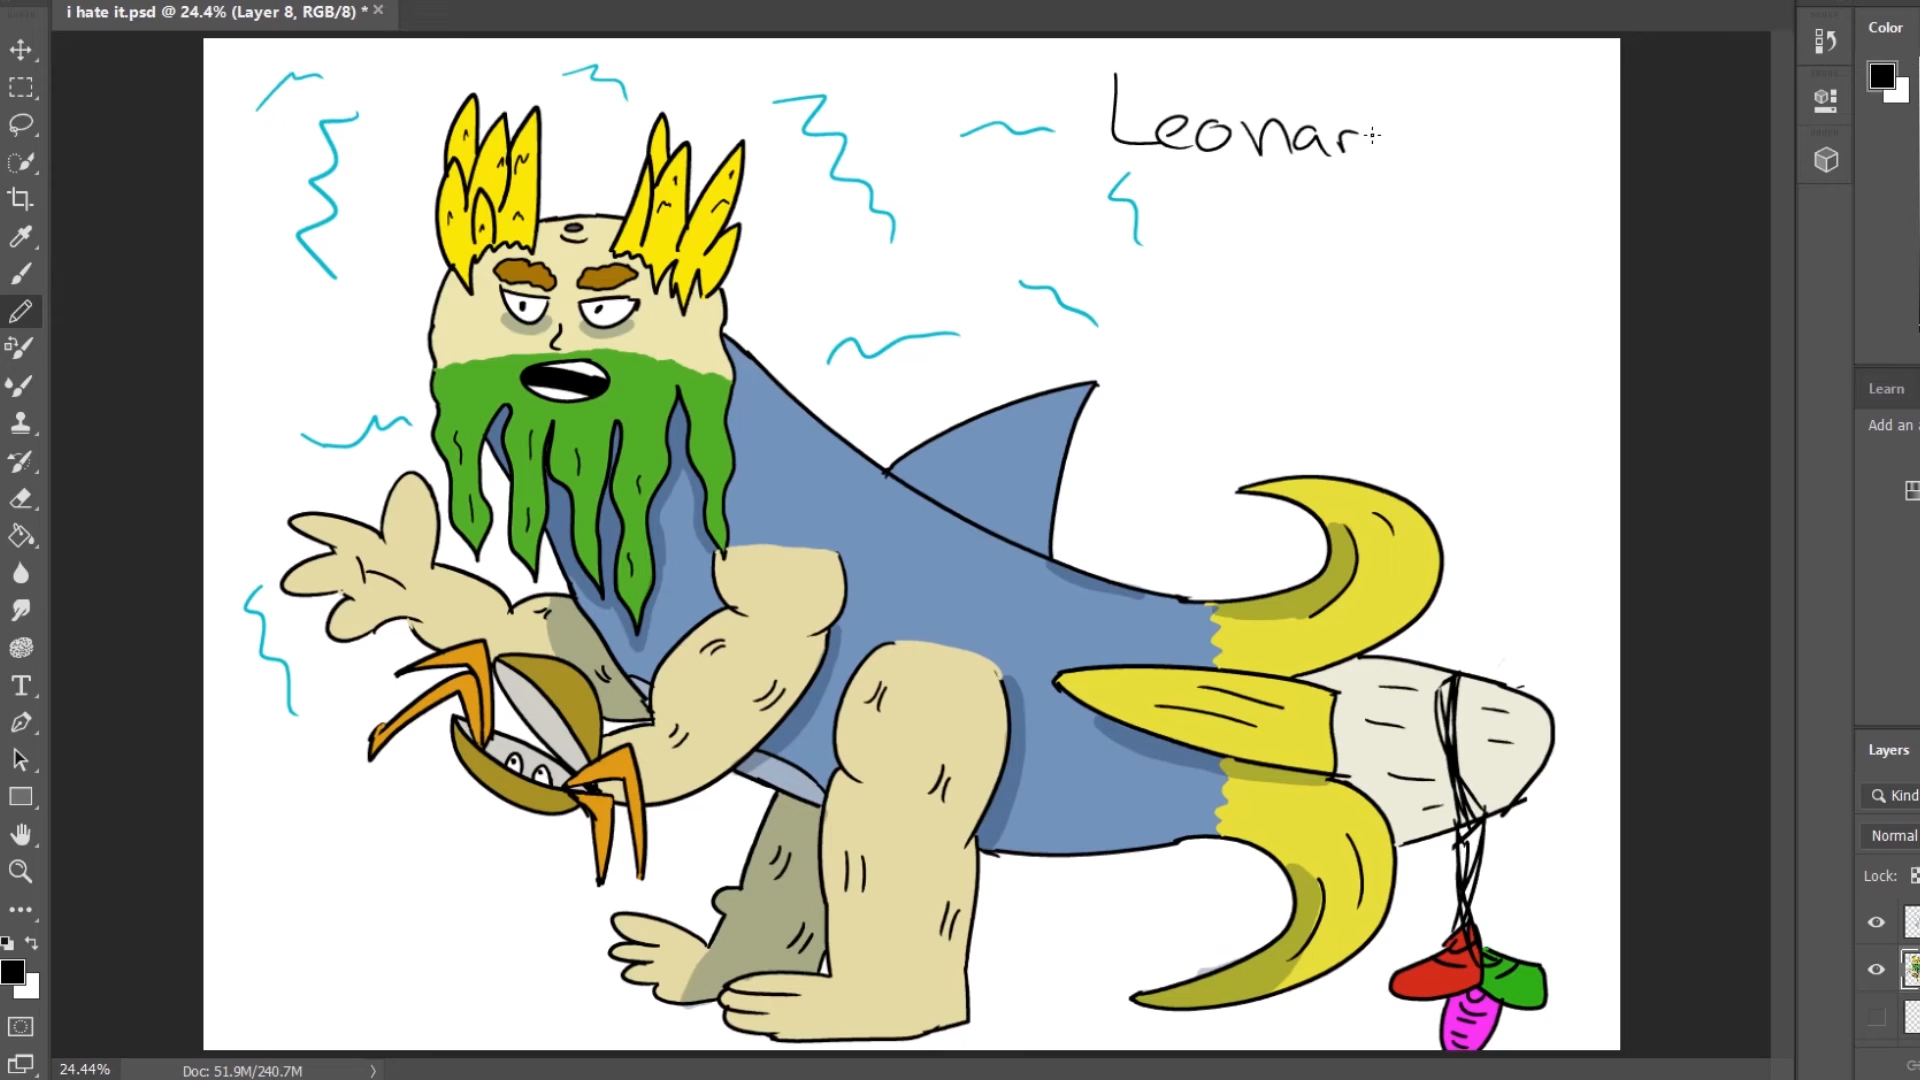 i hate it.psd @ 24.4% (Layer 8, RGB/8) * ×
Color
Leonar
Learn
Add an a
Layers
Kind
Normal
Lock:
24.44%
Doc: 51.9M/240.7M